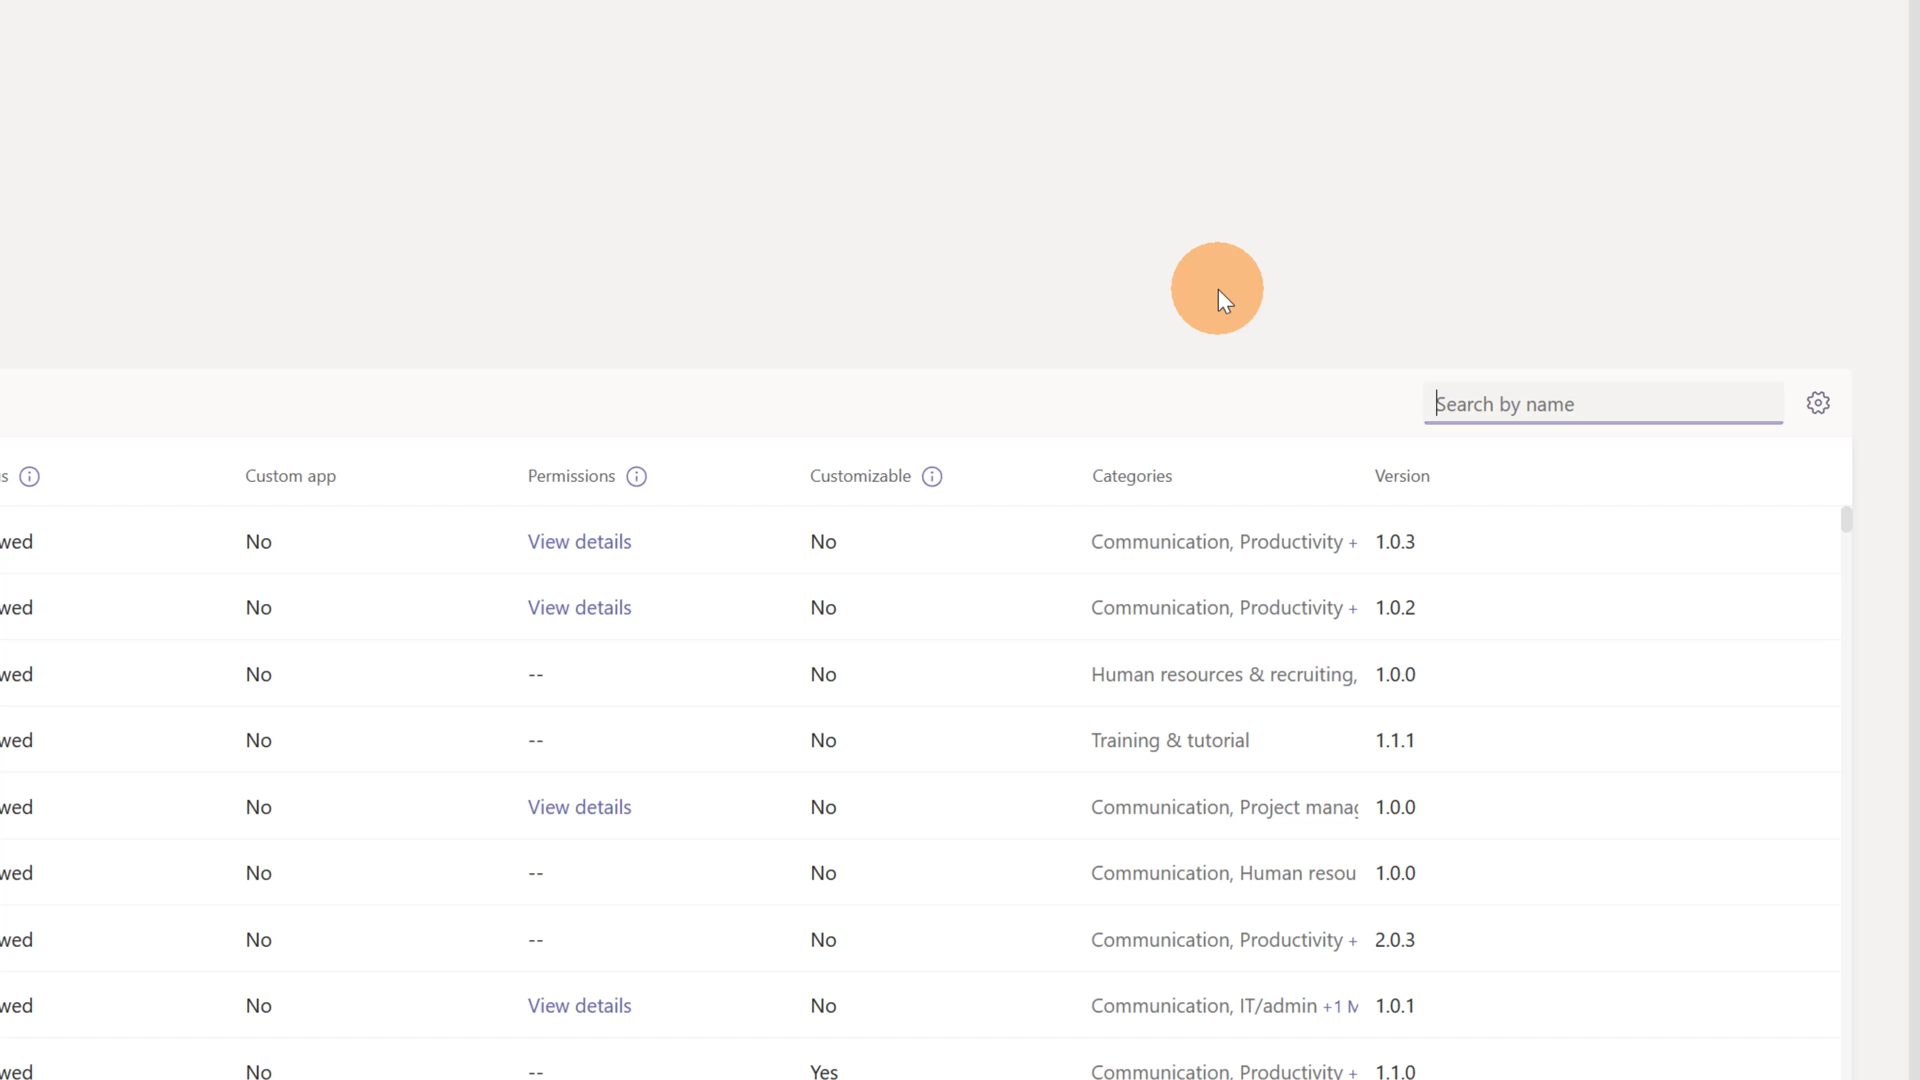 Search by name
s Custom app Permissions Customizable Categories Version
wed No View details No Communication, Productivity + 1.0.3
wed No View details No Communication, Productivity + 1.0.2
wed No -- No Human resources & recruiting, 1.0.0
wed No -- No Training & tutorial 1.1.1
wed No View details No Communication, Project manag 1.0.0
wed No -- No Communication, Human resou 1.0.0
wed No -- No Communication, Productivity + 2.0.3
wed No View details No Communication, IT/admin +1 M 1.0.1
wed No -- Yes Communication, Productivity + 1.1.0